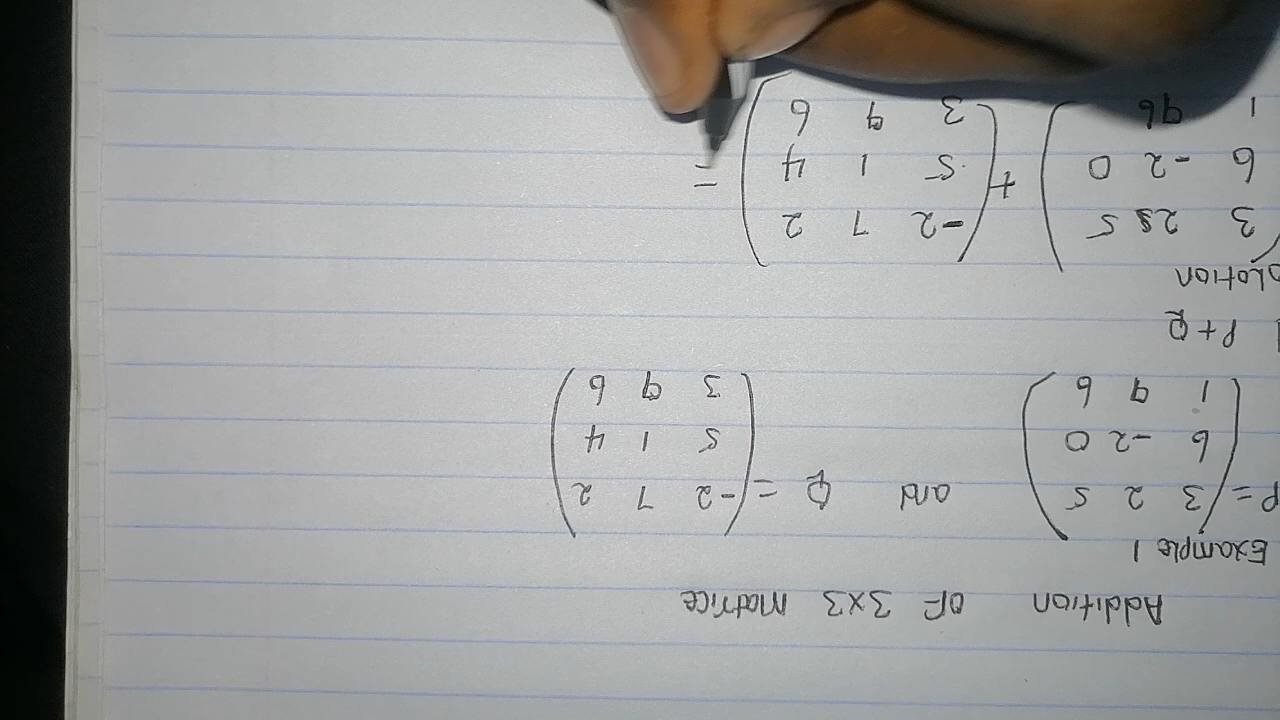 Addition of 3x3 matrice
Example 1
P = (3 2 5 and Q = (-2 7 2
6 -2 0) 5 1 4)
1 9 6 3 9 6
P+Q
3 2 5 -2 7 2
6 -2 0 + 5 1 4 =
1 9 6 3 9 6